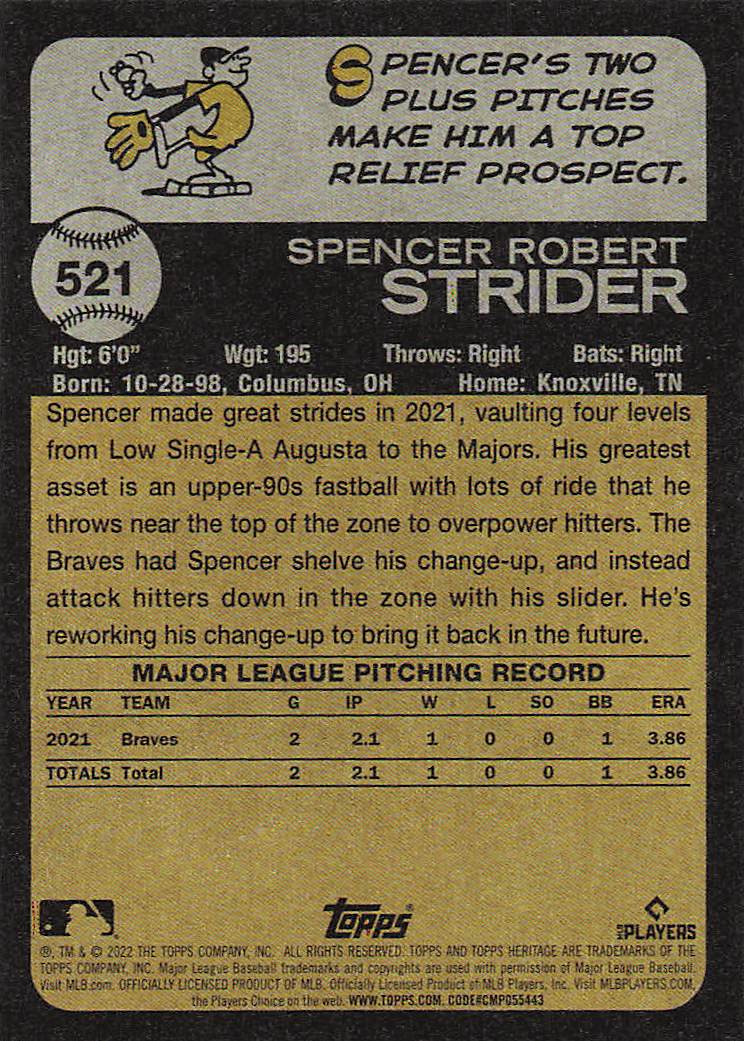 SPENCER'S TWO
PLUS PITCHES
MAKE HIM A TOP
RELIEF PROSPECT.
521
SPENCER ROBERT
STRIDER
Hgt: 6'0" Wgt: 195 Throws: Right Bats: Right
Born: 10-28-98, Columbus, OH Home: Knoxville, TN
Spencer made great strides in 2021, vaulting four levels
from Low Single-A Augusta to the Majors. His greatest
asset is an upper-90s fastball with lots of ride that he
throws near the top of the zone to overpower hitters. The
Braves had Spencer shelve his change-up, and instead
attack hitters down in the zone with his slider. He's
reworking his change-up to bring it back in the future.
MAJOR LEAGUE PITCHING RECORD
YEAR TEAM G IP W L SO BB ERA
2021 Braves 2 2.1 1 0 0 1 3.86
TOTALS Total 2 2.1 1 0 0 1 3.86
Topps®
MLB PLAYERS
®, TM & © 2022 THE TOPPS COMPANY, INC. ALL RIGHTS RESERVED. TOPPS AND TOPPS HERITAGE ARE TRADEMARKS OF THE
TOPPS COMPANY, INC. Major League Baseball trademarks and copyrights are used with permission of Major League Baseball.
Visit MLB.com. OFFICIALLY LICENSED PRODUCT OF MLB. Officially Licensed Product of MLB Players, Inc. Visit MLBPLAYERS.COM,
the Players Choice on the web. WWW.TOPPS.COM. CODE#CMP055443